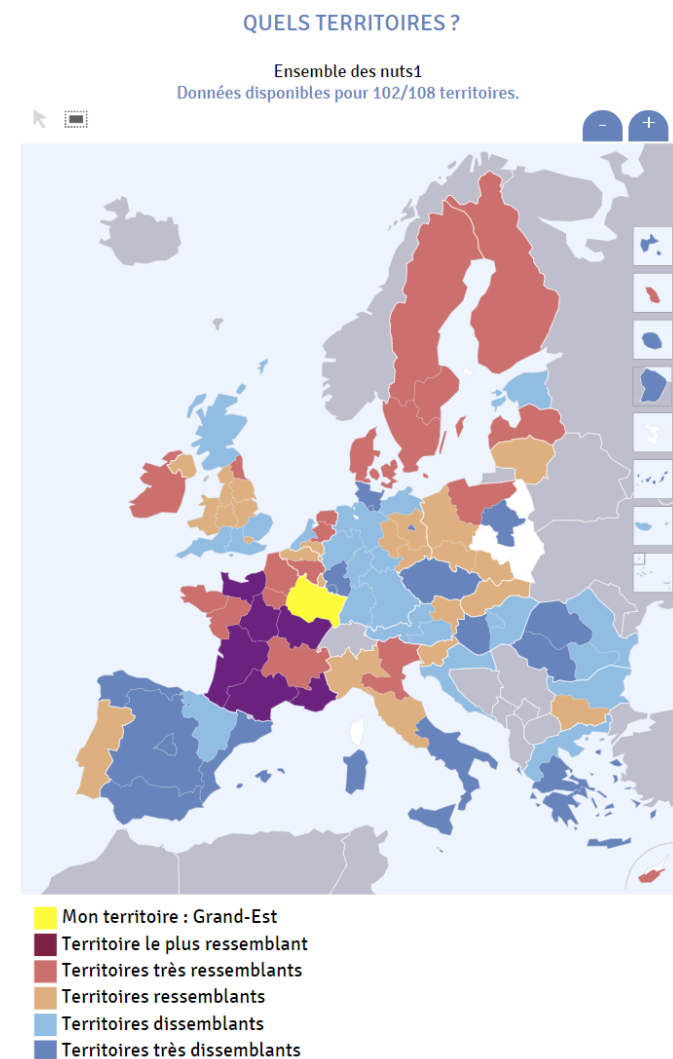 QUELS TERRITOIRES ?
Ensemble des nuts1
Données disponibles pour 102/108 territoires.
- +
Mon territoire : Grand-Est
Territoire le plus ressemblant
Territoires très ressemblants
Territoires ressemblants
Territoires dissemblants
Territoires très dissemblants